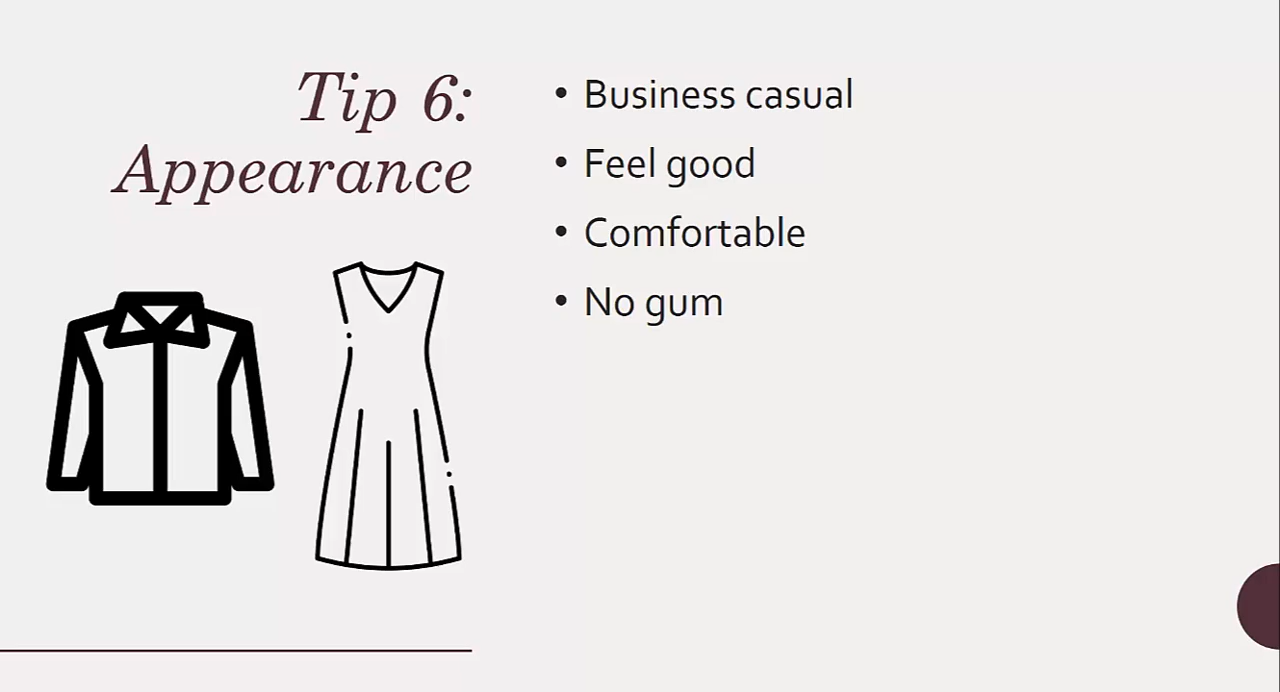 Tip 6:
Appearance
• Business casual
• Feel good
• Comfortable
• No gum